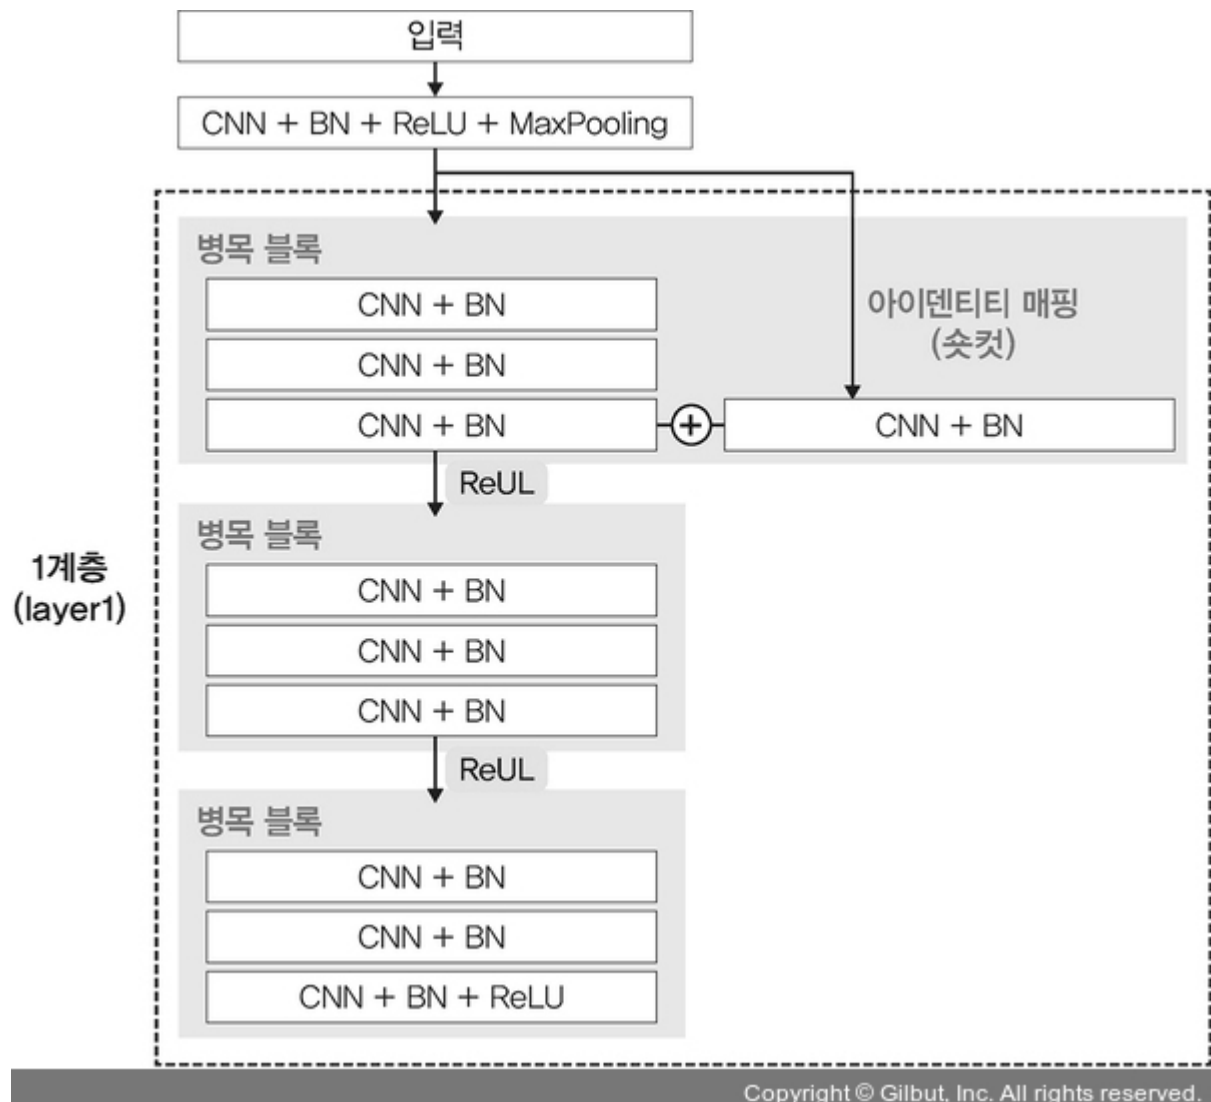 입력
CNN + BN + ReLU + MaxPooling
병목 블록
CNN + BN
CNN + BN
CNN + BN
아이덴티티 매핑
(숏컷)
CNN + BN
ReUL
병목 블록
CNN + BN
CNN + BN
CNN + BN
1계층
(layer1)
ReUL
병목 블록
CNN + BN
CNN + BN
CNN + BN + ReLU
Copyright © Gilbut, Inc. All rights reserved.